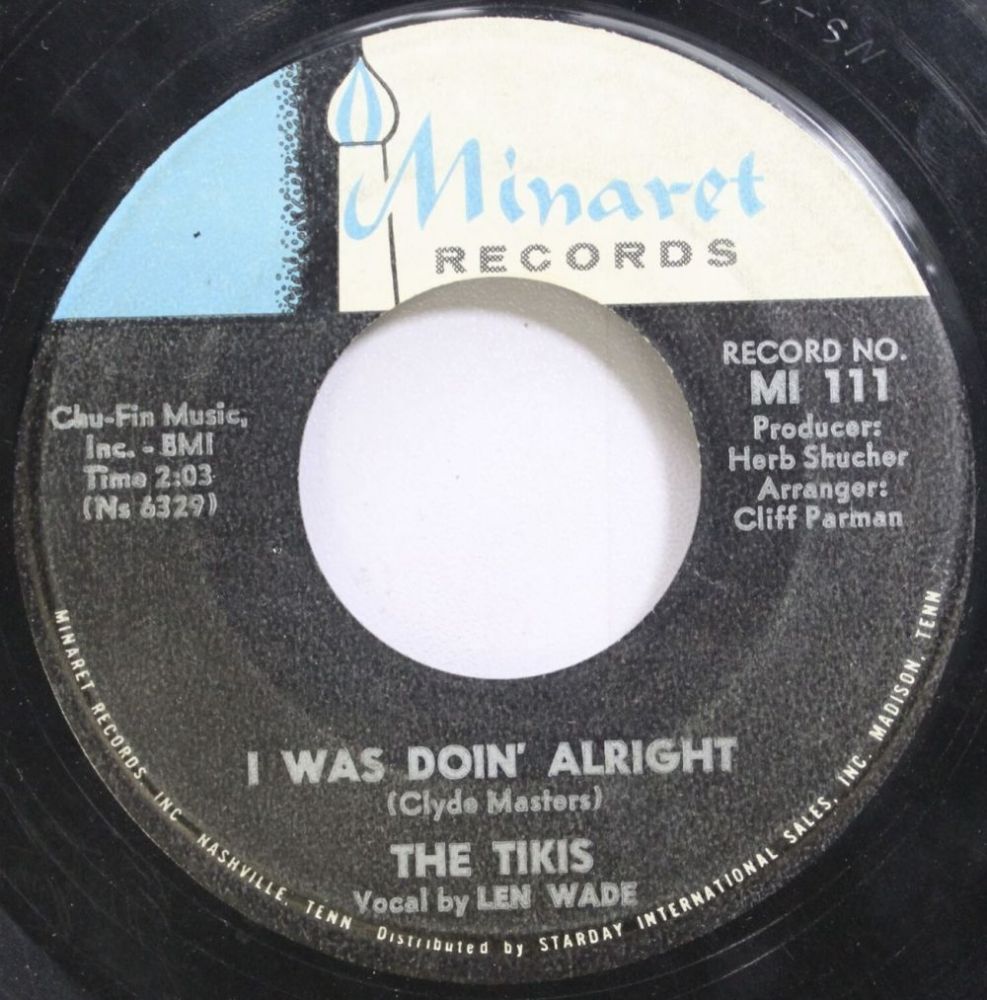 Minaret
RECORDS
RECORD NO.
MI 111
Producer:
Herb Shucher
Arranger:
Cliff Parman
Chu-Fin Music,
Inc. - BMI
Time 2:03
(Ns 6329)
I WAS DOIN' ALRIGHT
(Clyde Masters)
THE TIKIS
Vocal by LEN WADE
MINARET RECORDS INC NASHVILLE, TENN Distributed by STARDAY INTERNATIONAL SALES, INC. MADISON, TENN